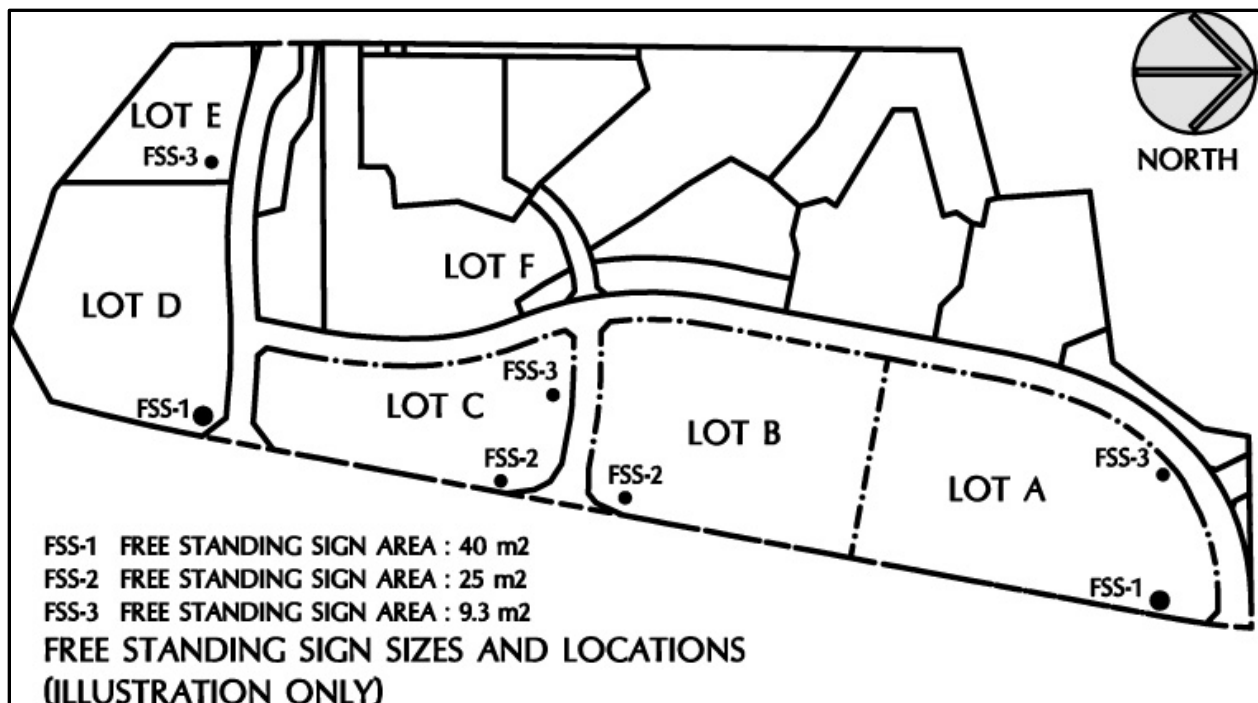 NORTH
LOT E
FSS-3
LOT D
LOT F
FSS-1
LOT C
FSS-3
FSS-2
LOT B
FSS-2
LOT A
FSS-3
FSS-1
FSS-1 FREE STANDING SIGN AREA : 40 m2
FSS-2 FREE STANDING SIGN AREA : 25 m2
FSS-3 FREE STANDING SIGN AREA : 9.3 m2
FREE STANDING SIGN SIZES AND LOCATIONS
(ILLUSTRATION ONLY)